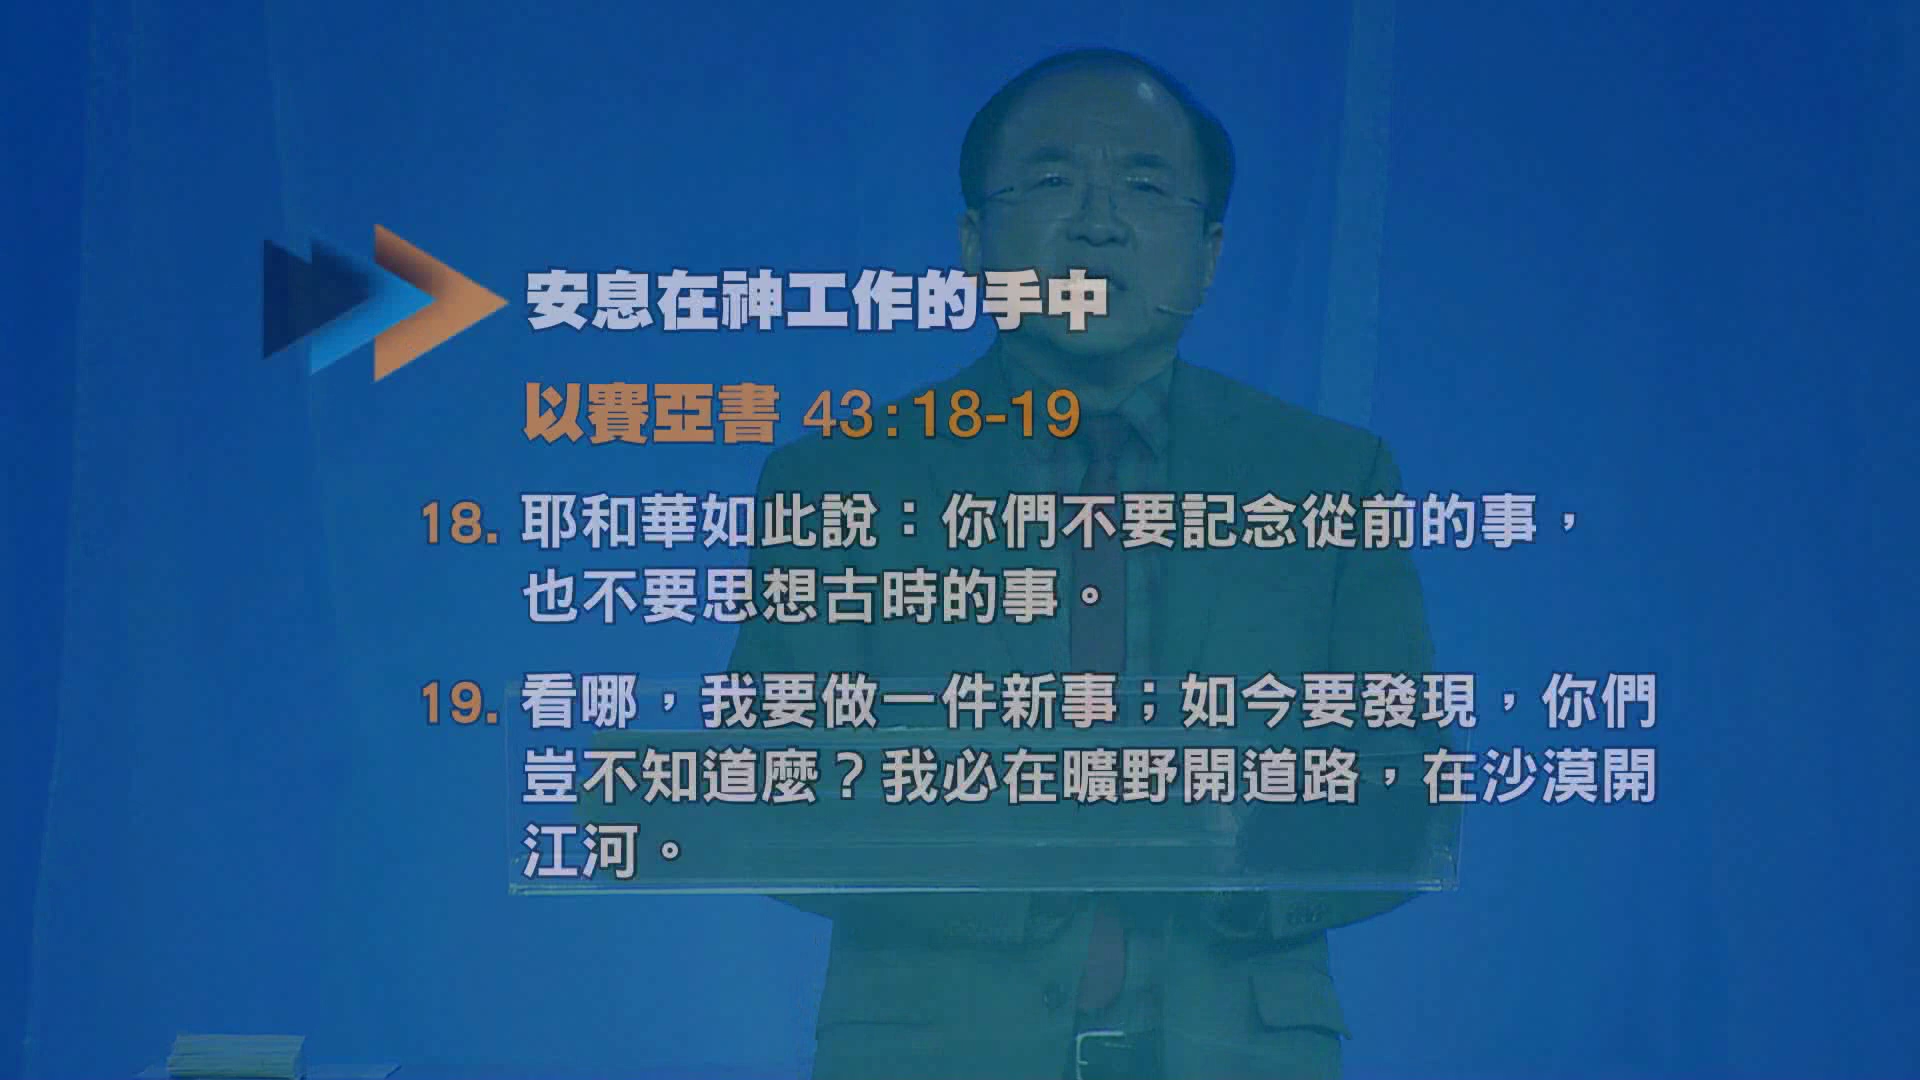 安息在神工作的手中
以賽亞書 43:18-19
18. 耶和華如此說：你們不要記念從前的事，
也不要思想古時的事。
19. 看哪，我要做一件新事；如今要發現，你們
豈不知道麼？我必在曠野開道路，在沙漠開
江河。